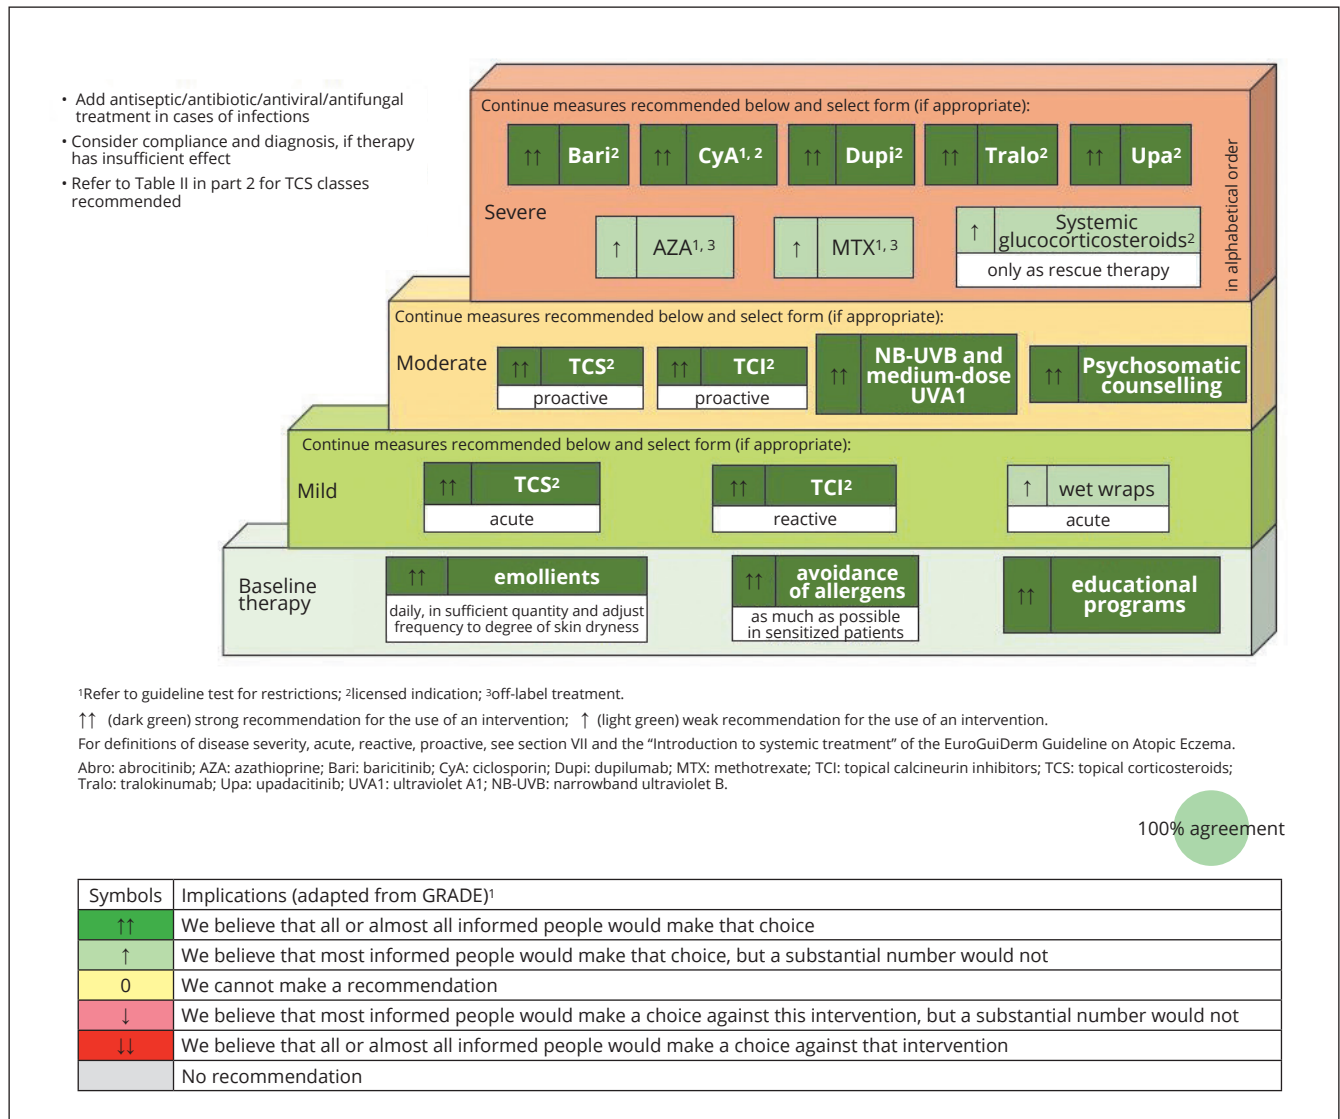 • Add antiseptic/antibiotic/antiviral/antifungal
treatment in cases of infections
• Consider compliance and diagnosis, if therapy
has insufficient effect
• Refer to Table II in part 2 for TCS classes
recommended
Continue measures recommended below and select form (if appropriate):
↑↑ Bari² ↑↑ CyA¹, ² ↑↑ Dupi² ↑↑ Tralo² ↑↑ Upa²
Severe
↑ AZA¹, ³ ↑ MTX¹, ³ ↑ Systemic
glucocorticosteroids²
only as rescue therapy
in alphabetical order
Continue measures recommended below and select form (if appropriate):
Moderate
↑↑ TCS²
proactive
↑↑ TCI²
proactive
↑↑ NB-UVB and
medium-dose
UVA1
↑↑ Psychosomatic
counselling
Continue measures recommended below and select form (if appropriate):
Mild
↑↑ TCS²
acute
↑↑ TCI²
reactive
↑ wet wraps
acute
Baseline
therapy
↑↑ emollients
daily, in sufficient quantity and adjust
frequency to degree of skin dryness
↑↑ avoidance
of allergens
as much as possible
in sensitized patients
↑↑ educational
programs
¹Refer to guideline test for restrictions; ²licensed indication; ³off-label treatment.
↑↑ (dark green) strong recommendation for the use of an intervention; ↑ (light green) weak recommendation for the use of an intervention.
For definitions of disease severity, acute, reactive, proactive, see section VII and the “Introduction to systemic treatment” of the EuroGuiDerm Guideline on Atopic Eczema.
Abro: abrocitinib; AZA: azathioprine; Bari: baricitinib; CyA: ciclosporin; Dupi: dupilumab; MTX: methotrexate; TCI: topical calcineurin inhibitors; TCS: topical corticosteroids;
Tralo: tralokinumab; Upa: upadacitinib; UVA1: ultraviolet A1; NB-UVB: narrowband ultraviolet B.
100% agreement
Symbols Implications (adapted from GRADE)¹
↑↑ We believe that all or almost all informed people would make that choice
↑ We believe that most informed people would make that choice, but a substantial number would not
0 We cannot make a recommendation
↓ We believe that most informed people would make a choice against this intervention, but a substantial number would not
↓↓ We believe that all or almost all informed people would make a choice against that intervention
No recommendation